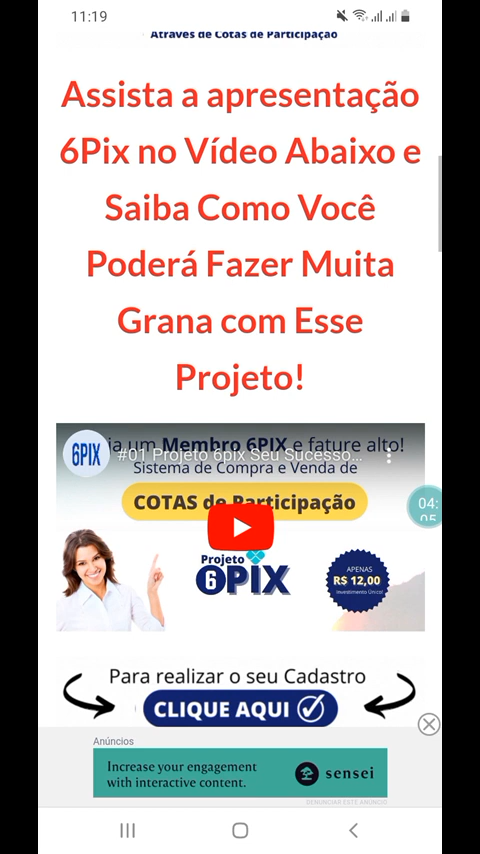 11:19
Através de Cotas de Participação
Assista a apresentação
6Pix no Vídeo Abaixo e
Saiba Como Você
Poderá Fazer Muita
Grana com Esse
Projeto!
6PIX
ja um Membro 6PIX e fature alto!
#01 Projeto 6pix Seu Sucesso...
Sistema de Compra e Venda de
COTAS de Participação
04:
05
Projeto
6PIX
APENAS
R$ 12,00
Investimento Único!
Para realizar o seu Cadastro
CLIQUE AQUI
Anúncios
Increase your engagement
with interactive content.
sensei
DENUNCIAR ESTE ANÚNCIO